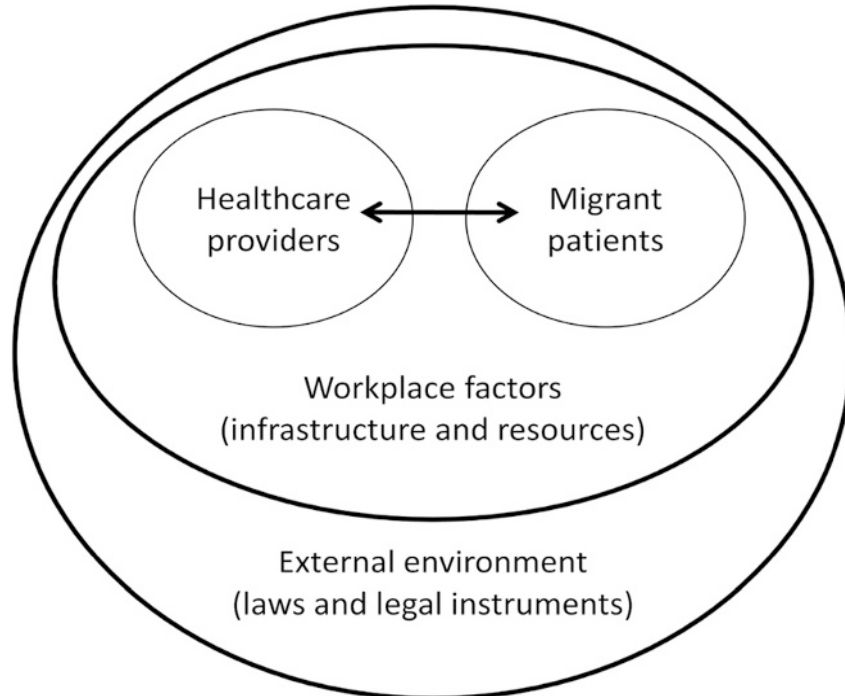 Healthcare
providers
Migrant
patients
Workplace factors
(infrastructure and resources)
External environment
(laws and legal instruments)